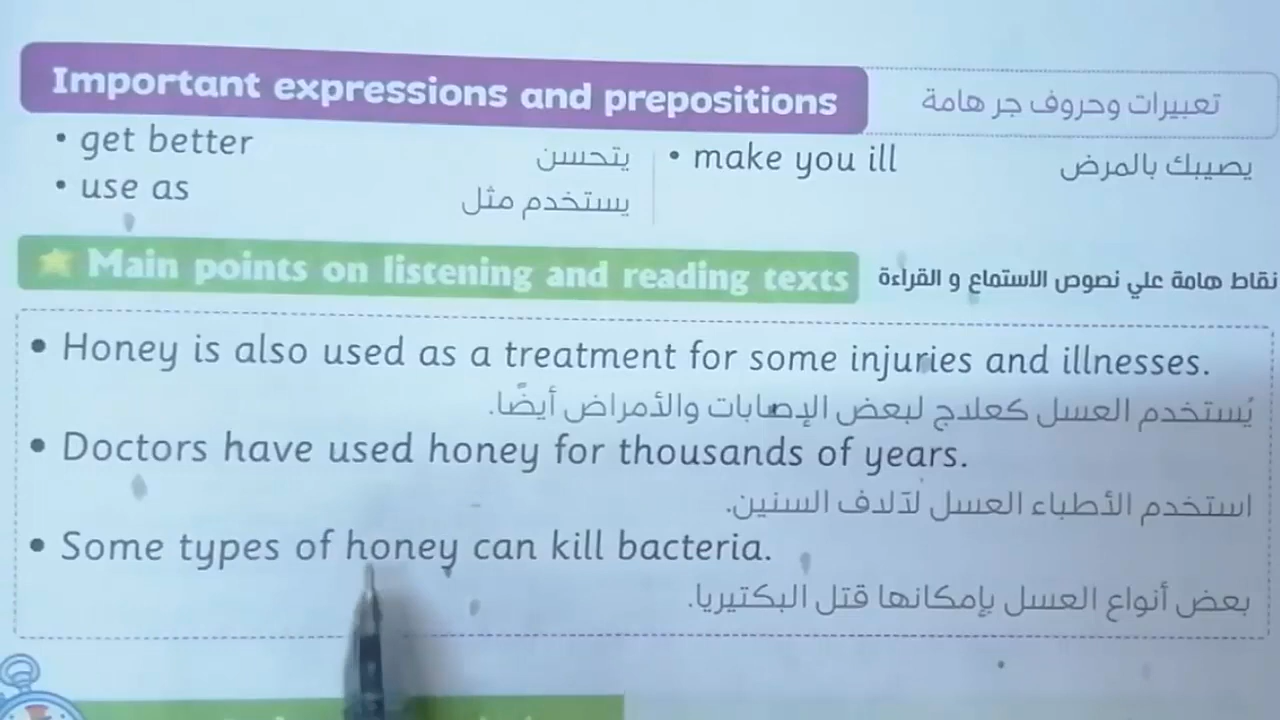 Important expressions and prepositions
تعبيرات وحروف جر هامة
• get better يتحسن
• make you ill يصيبك بالمرض
• use as يستخدم مثل
Main points on listening and reading texts
نقاط هامة علي نصوص الاستماع و القراءة
• Honey is also used as a treatment for some injuries and illnesses.
يُستخدم العسل كعلاج لبعض الإصابات والأمراض أيضًا.
• Doctors have used honey for thousands of years.
استخدم الأطباء العسل لآلاف السنين.
• Some types of honey can kill bacteria.
بعض أنواع العسل بإمكانها قتل البكتيريا.